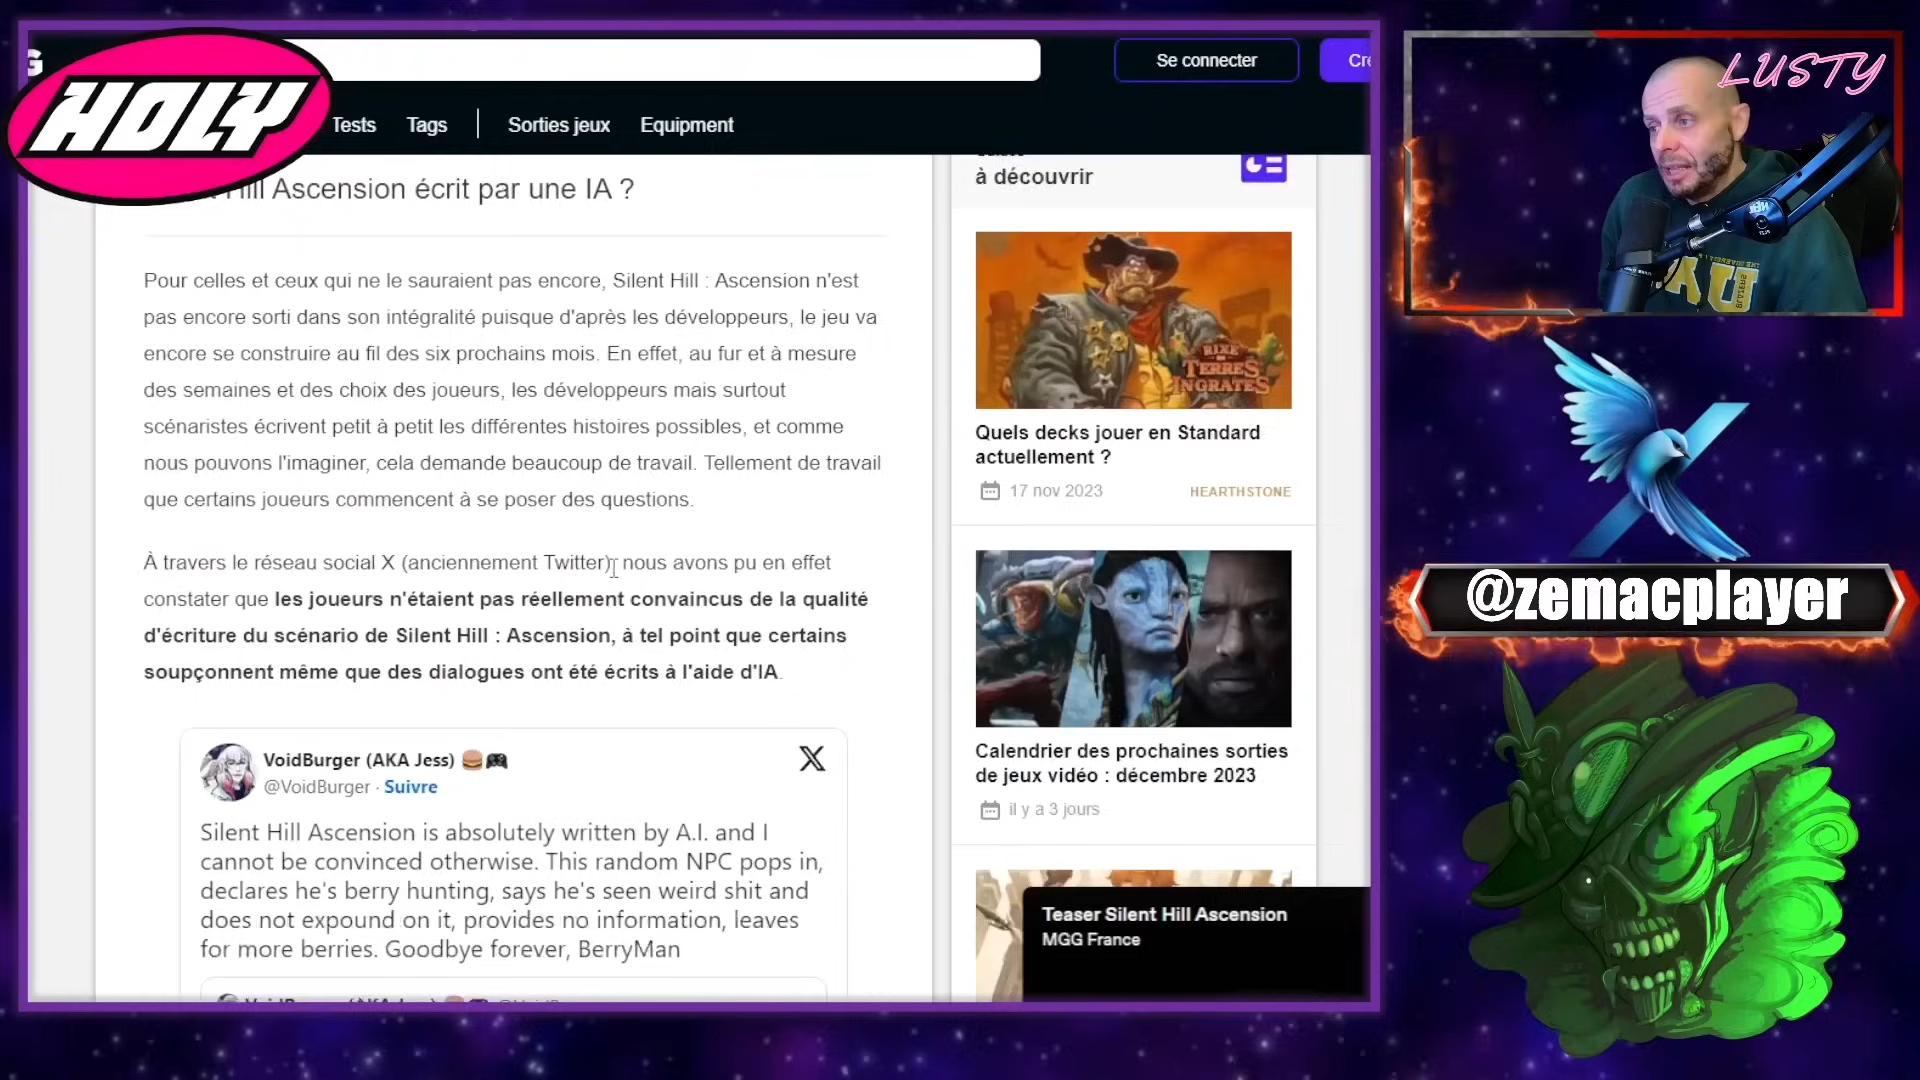 G
HOLY
Se connecter
Tests
Tags
Sorties jeux
Equipment
LUSTY
Hill Ascension écrit par une IA ?
à découvrir
Pour celles et ceux qui ne le sauraient pas encore, Silent Hill : Ascension n'est
pas encore sorti dans son intégralité puisque d'après les développeurs, le jeu va
encore se construire au fil des six prochains mois. En effet, au fur et à mesure
des semaines et des choix des joueurs, les développeurs mais surtout
scénaristes écrivent petit à petit les différentes histoires possibles, et comme
nous pouvons l'imaginer, cela demande beaucoup de travail. Tellement de travail
que certains joueurs commencent à se poser des questions.
À travers le réseau social X (anciennement Twitter) nous avons pu en effet
constater que les joueurs n'étaient pas réellement convaincus de la qualité
d'écriture du scénario de Silent Hill : Ascension, à tel point que certains
soupçonnent même que des dialogues ont été écrits à l'aide d'IA.
VoidBurger (AKA Jess)
@VoidBurger · Suivre
Silent Hill Ascension is absolutely written by A.I. and I
cannot be convinced otherwise. This random NPC pops in,
declares he's berry hunting, says he's seen weird shit and
does not expound on it, provides no information, leaves
for more berries. Goodbye forever, BerryMan
RIXE
TERRES
INGRATES
Quels decks jouer en Standard
actuellement ?
17 nov 2023
HEARTHSTONE
Calendrier des prochaines sorties
de jeux vidéo : décembre 2023
il y a 3 jours
Teaser Silent Hill Ascension
MGG France
@zemacplayer